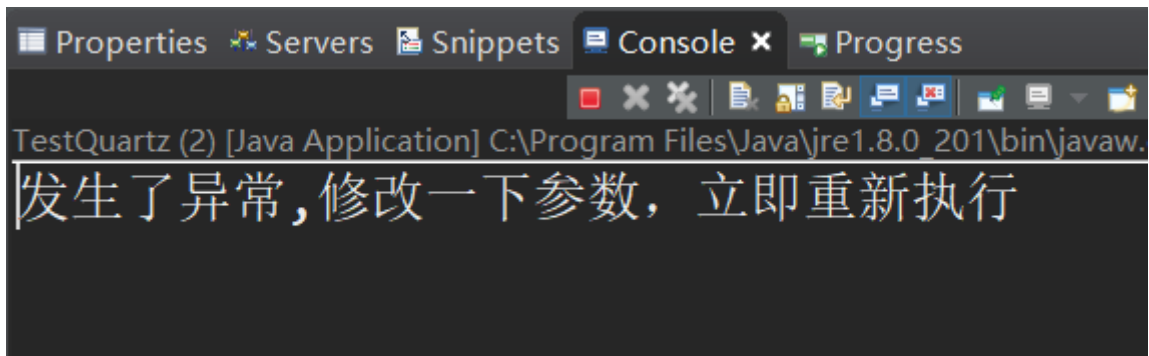 Properties Servers Snippets Console Progress
TestQuartz (2) [Java Application] C:\Program Files\Java\jre1.8.0_201\bin\javaw.
发生了异常,修改一下参数，立即重新执行